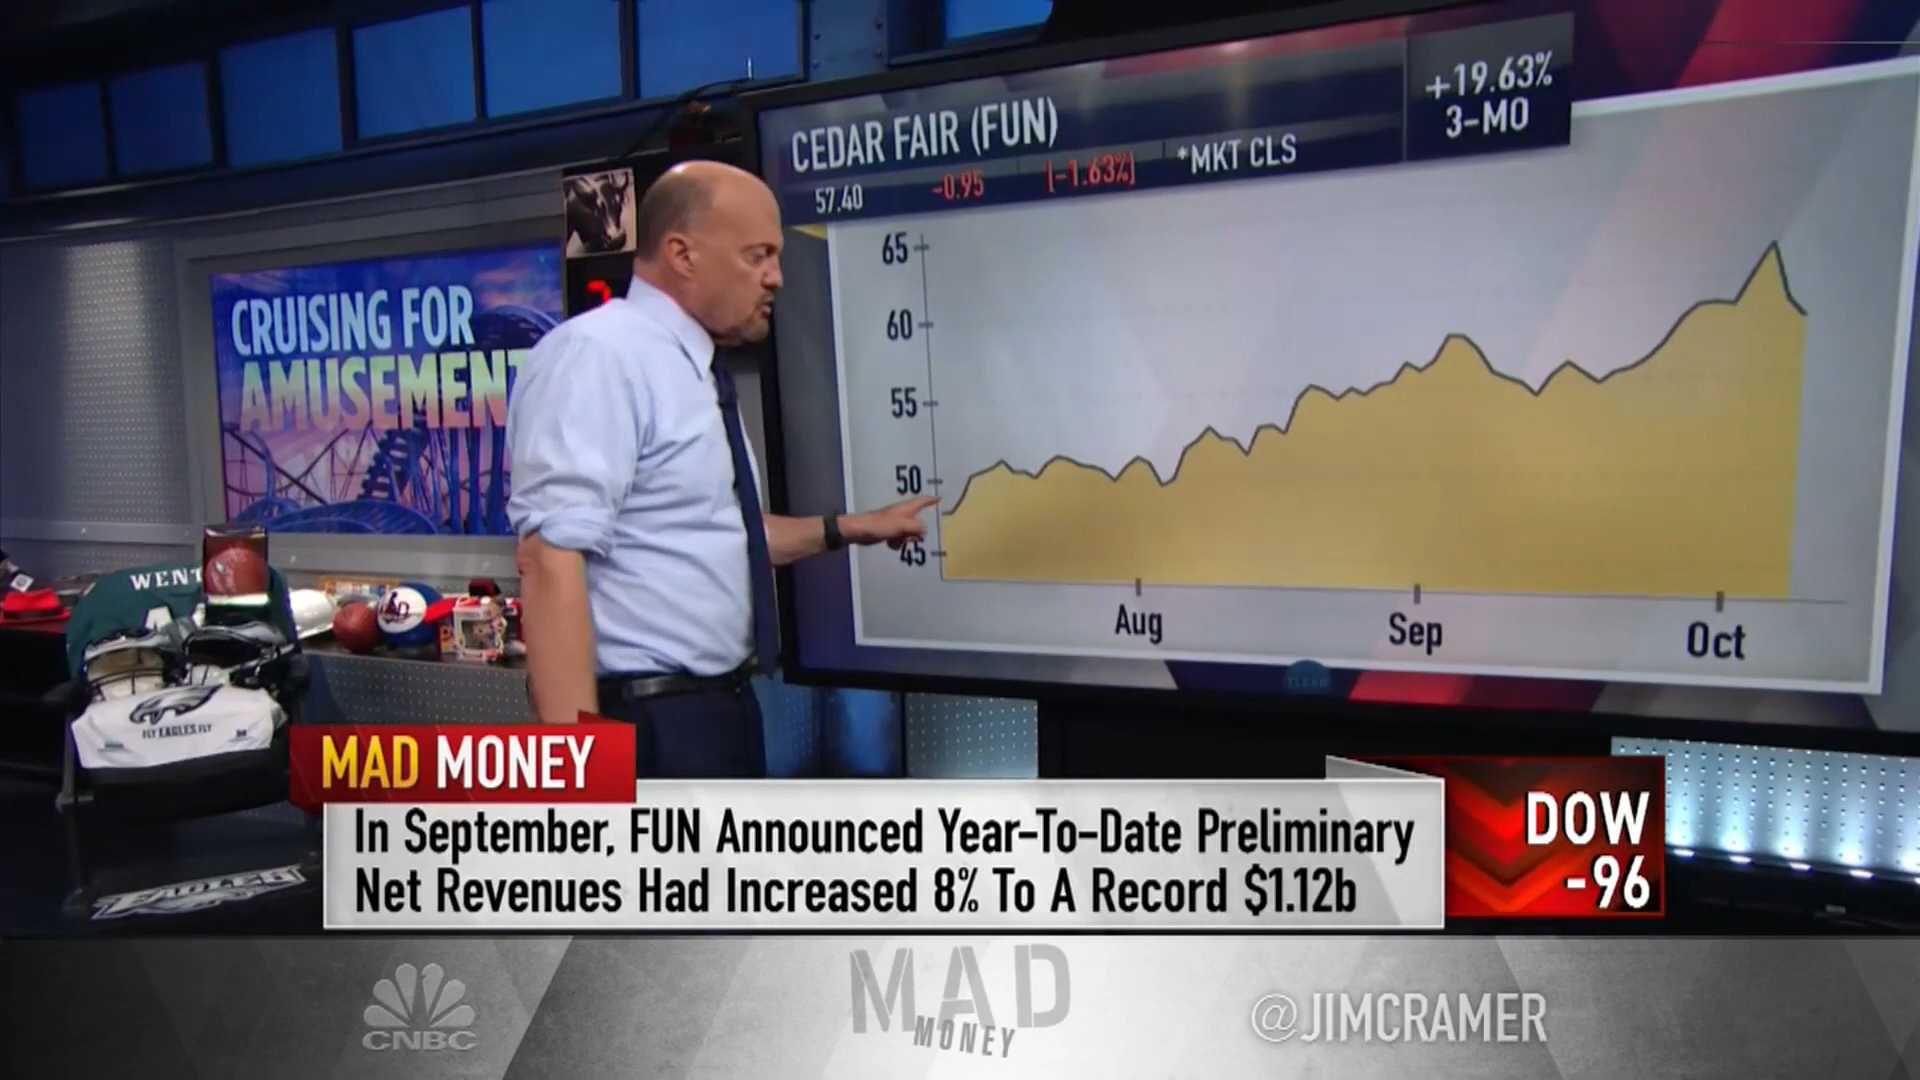 CEDAR FAIR (FUN)
57.40 -0.95 [-1.63%] *MKT CLS
+19.63%
3-MO
65
60
55
50
45
Aug Sep Oct
CRUISING FOR
AMUSEMENT
WENT
FLY EAGLES FLY
EAGLES
MAD MONEY
In September, FUN Announced Year-To-Date Preliminary
Net Revenues Had Increased 8% To A Record $1.12b
DOW
-96
CNBC
MAD
MONEY
@JIMCRAMER